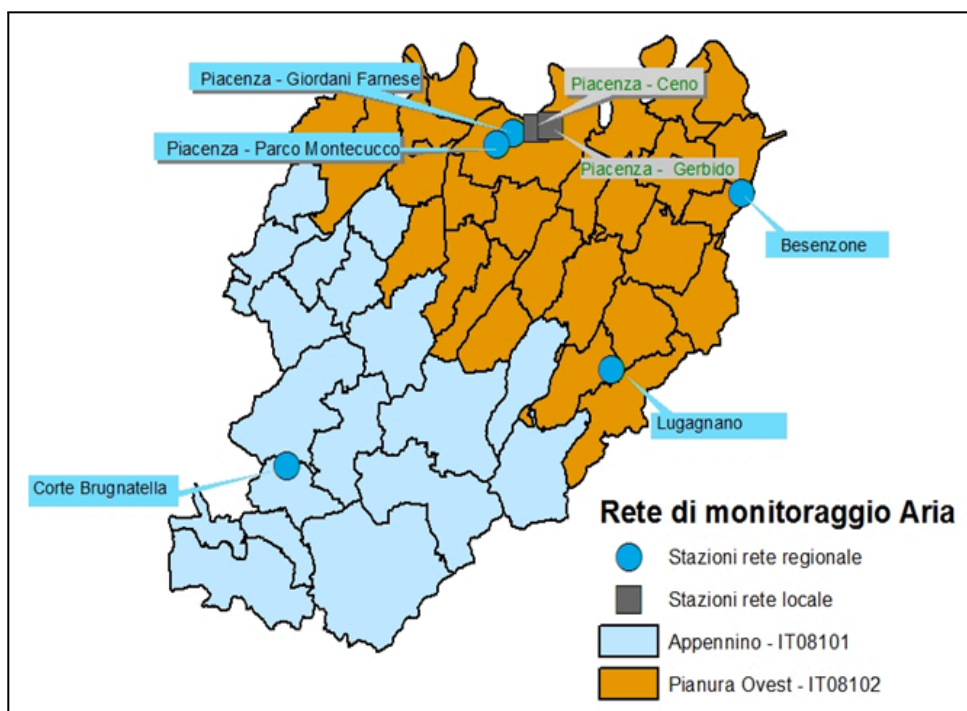 Piacenza - Giordani Farnese
Piacenza - Ceno
Piacenza - Parco Montecucco
Piacenza - Gerbido
Besenzone
Lugagnano
Corte Brugnatella
Rete di monitoraggio Aria
Stazioni rete regionale
Stazioni rete locale
Appennino - IT08101
Pianura Ovest - IT08102